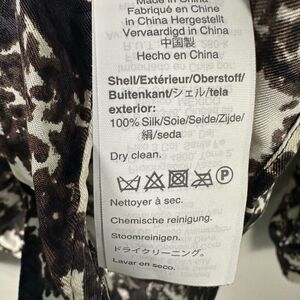 Made in China
Fabriqué en Chine
In China Hergestellt
Vervaardigd in China
中国製
Hecho en China
Shell/Extérieur/Oberstoff/
Buitenkant/シェル/tela
exterior:
100% Silk/Soie/Seide/Zijde/
絹/seda
Dry clean.
Nettoyer à sec.
Chemische reinigung.
Stoomreinigen.
ドライクリーニング。
Lavar en seco.